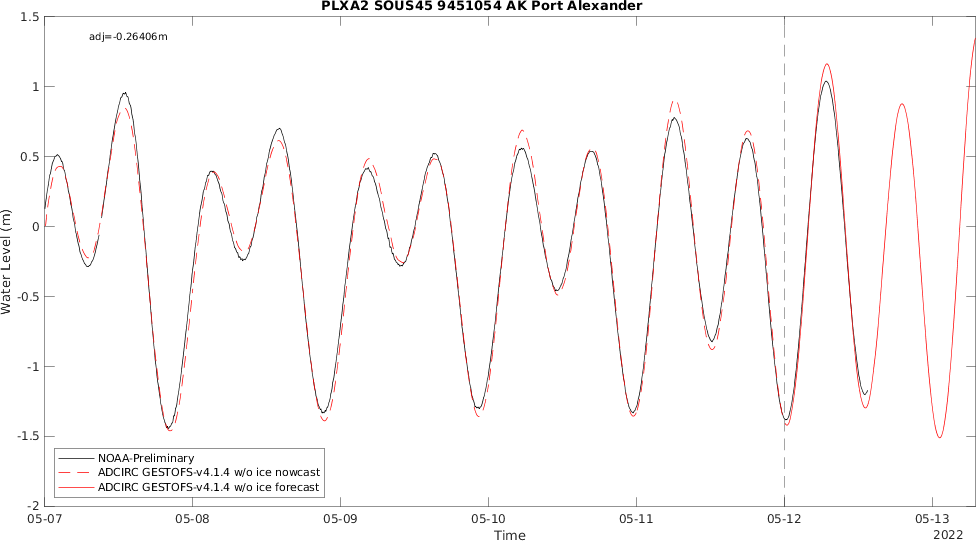 PLXA2 SOUS45 9451054 AK Port Alexander
adj=-0.26406m
1.5
1
0.5
0
-0.5
-1
-1.5
-2
Water Level (m)
NOAA-Preliminary
ADCIRC GESTOFS-v4.1.4 w/o ice nowcast
ADCIRC GESTOFS-v4.1.4 w/o ice forecast
05-07 05-08 05-09 05-10 05-11 05-12 05-13
Time
2022